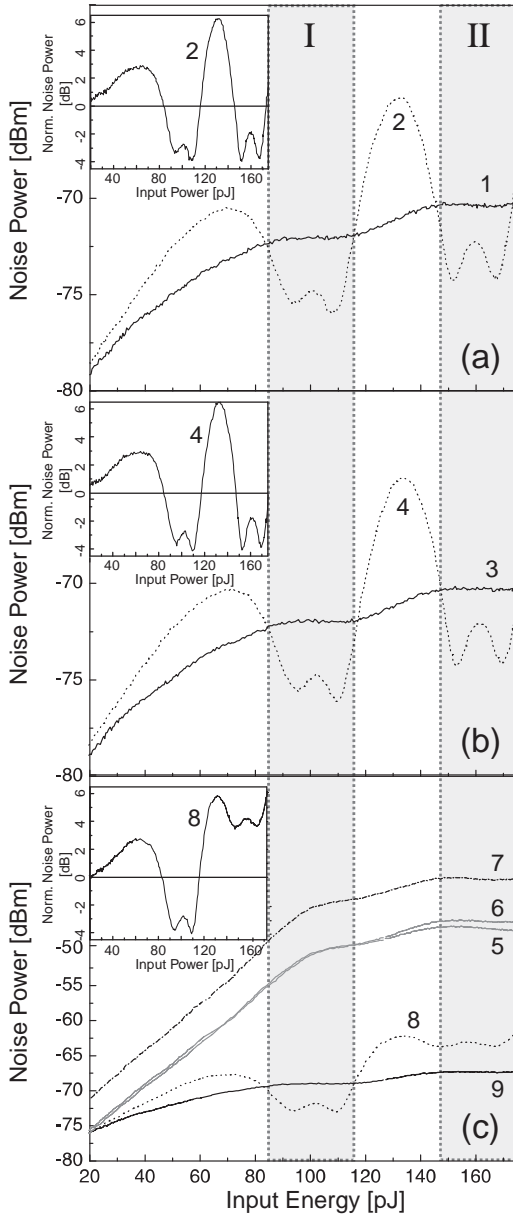 6
4
2
0
-2
4
Norm. Noise Power
[dB]
2
40 80 120 160
Input Power [pJ]
I
II
2
1
Noise Power [dBm]
-70
-75
-80
(a)
6
4
2
0
-2
-4
Norm. Noise Power
[dB]
4
40 80 120 160
Input Power [pJ]
4
3
Noise Power [dBm]
-70
-75
-80
(b)
6
4
2
0
-2
-4
Norm. Noise Power
[dB]
8
40 80 120 160
Input Power [pJ]
7
6
5
8
9
Noise Power [dBm]
-50
-55
-60
-65
-70
-75
-80
(c)
20 40 60 80 100 120 140 160
Input Energy [pJ]